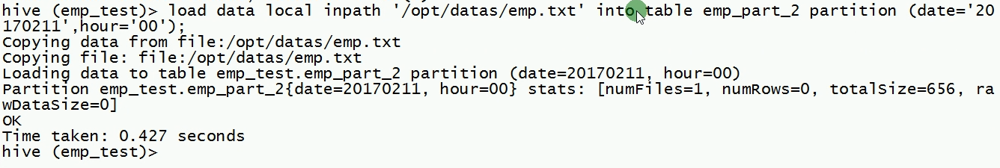 hive (emp_test)> load data local inpath '/opt/datas/emp.txt' into table emp_part_2 partition (date='20
170211',hour='00');
Copying data from file:/opt/datas/emp.txt
Copying file: file:/opt/datas/emp.txt
Loading data to table emp_test.emp_part_2 partition (date=20170211, hour=00)
Partition emp_test.emp_part_2{date=20170211, hour=00} stats: [numFiles=1, numRows=0, totalSize=656, ra
wDataSize=0]
OK
Time taken: 0.427 seconds
hive (emp_test)>